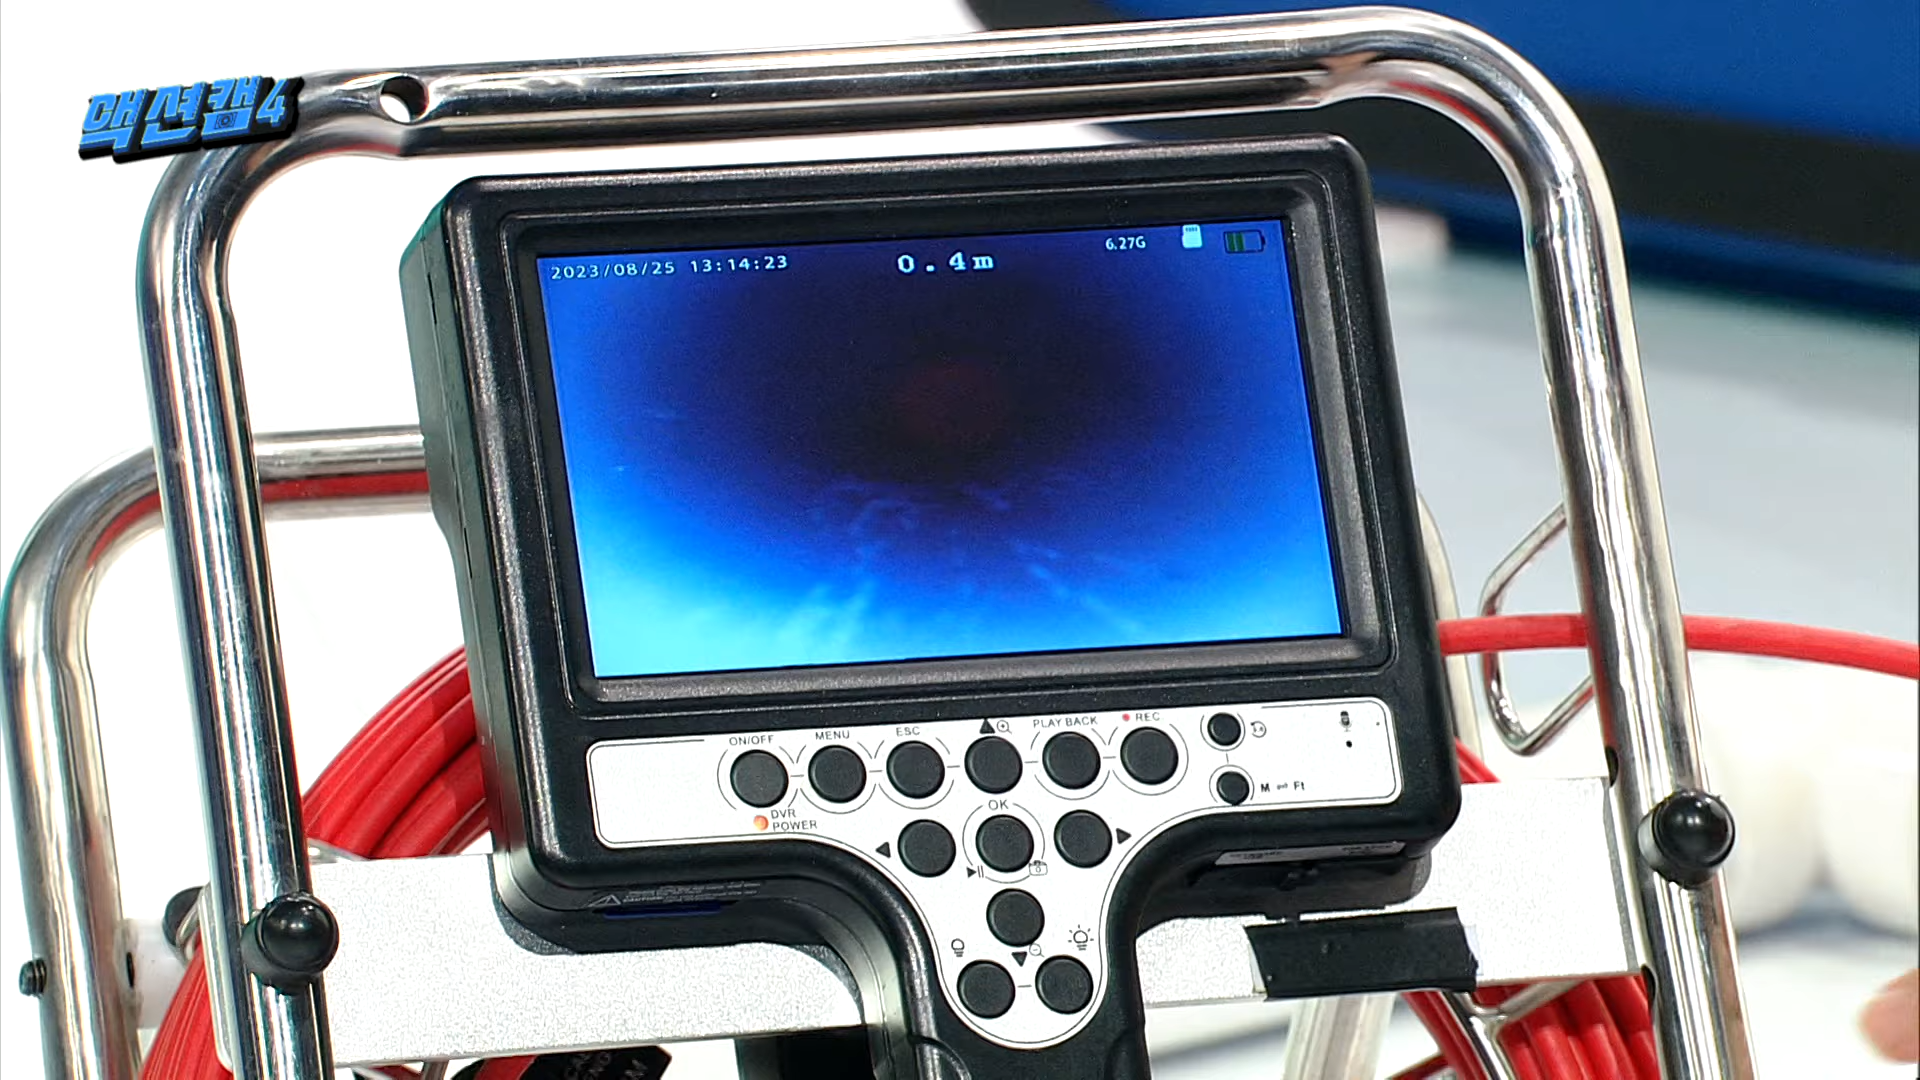 맥션캠4
2023/08/25 13:14:23
0.4m
6.27G
ON/OFF
MENU
ESC
PLAY BACK
REC
DVR
POWER
OK
M
Ft